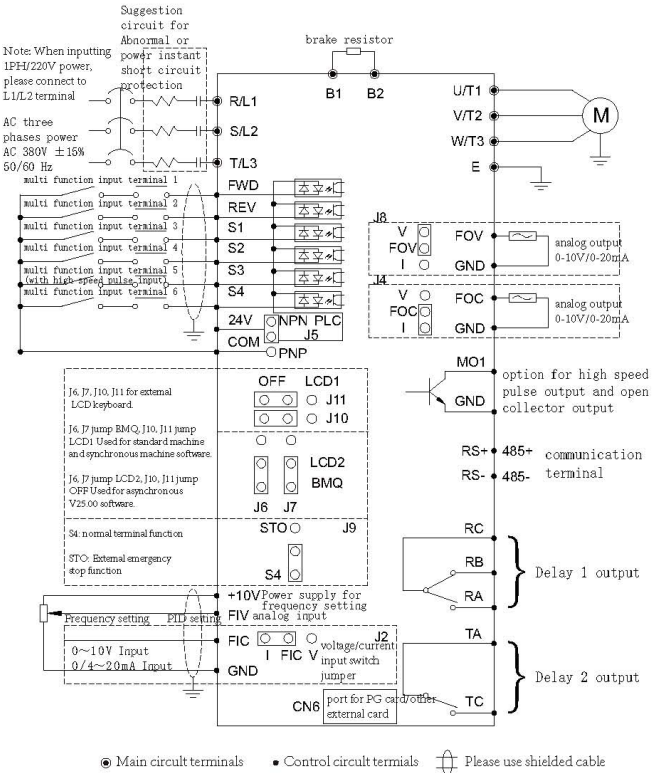 Suggestion
circuit for
Abnormal or
power instant
short circuit
protection
Note: When inputting
1PH/220V power,
please connect to
L1/L2 terminal
AC three
phases power
AC 380V ±15%
50/60 Hz
brake resistor
B1 B2
R/L1
S/L2
T/L3
U/T1
V/T2
W/T3
E
M
multi function input terminal 1
multi function input terminal 2
multi function input terminal 3
multi function input terminal 4
multi function input terminal 5
(with high speed pulse input)
multi function input terminal 6
FWD
REV
S1
S2
S3
S4
24V
COM
NPN PLC
J5
PNP
J8
V
FOV
I
FOV
GND
analog output
0-10V/0-20mA
J4
V
FOC
I
FOC
GND
analog output
0-10V/0-20mA
MO1
GND
option for high speed
pulse output and open
collector output
RS+ 485+
RS- 485-
communication
terminal
J6, J7, J10, J11 for external
LCD keyboard.
J6, J7 jump EMQ, J10, J11 jump
LCD1 Used for standard machine
and synchronous machine software.
J6, J7 jump LCD2, J10, J11 jump
OFF Used for asynchronous
V25.00 software.
OFF LCD1
J11
J10
LCD2
BMQ
J6 J7
S4: normal terminal function
STO: External emergency
stop function
STO
J9
S4
RC
RB
RA
Delay 1 output
TA
TC
Delay 2 output
+10V Power supply for
frequency setting
FIV analog input
Frequency setting PID setting
0～10V Input
0/4～20mA Input
FIC
GND
J2
I FIC V
voltage/current
input switch
jumper
CN6
port for PG card/other
external card
Main circult terminals
Control circult termials
Please use shielded cable